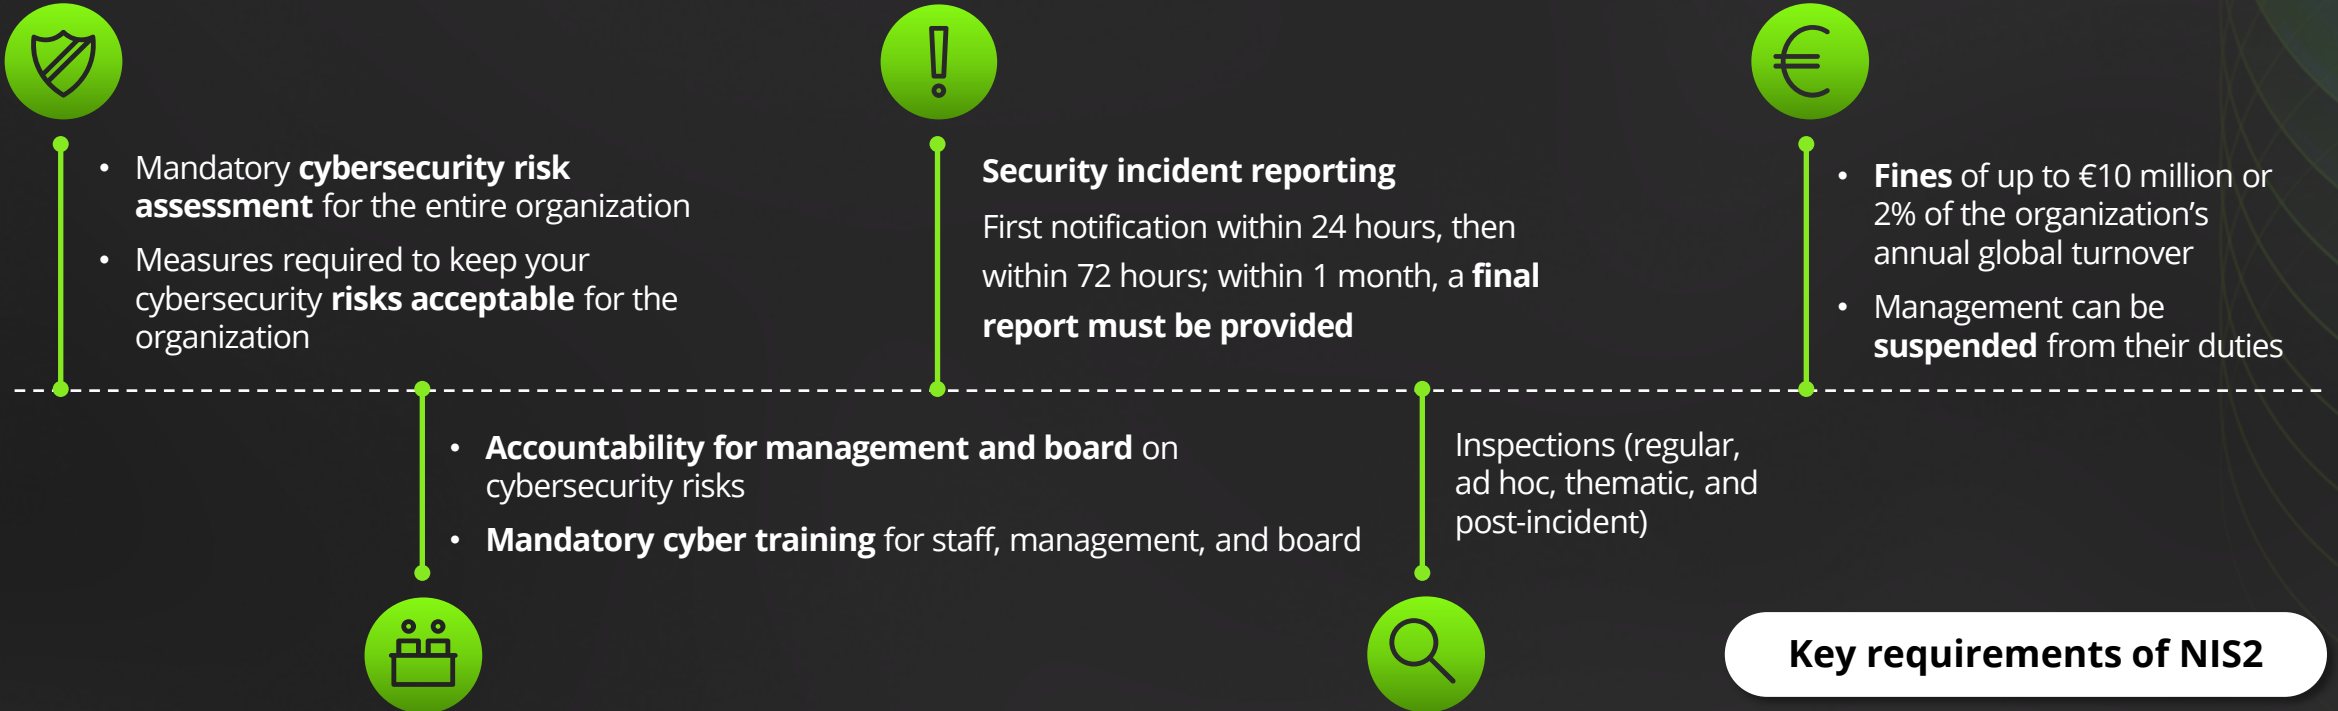 • Mandatory cybersecurity risk
assessment for the entire organization
• Measures required to keep your
cybersecurity risks acceptable for the
organization
• Accountability for management and board on
cybersecurity risks
• Mandatory cyber training for staff, management, and board
Security incident reporting
First notification within 24 hours, then
within 72 hours; within 1 month, a final
report must be provided
Inspections (regular,
ad hoc, thematic, and
post-incident)
€
• Fines of up to €10 million or
2% of the organization’s
annual global turnover
• Management can be
suspended from their duties
Key requirements of NIS2